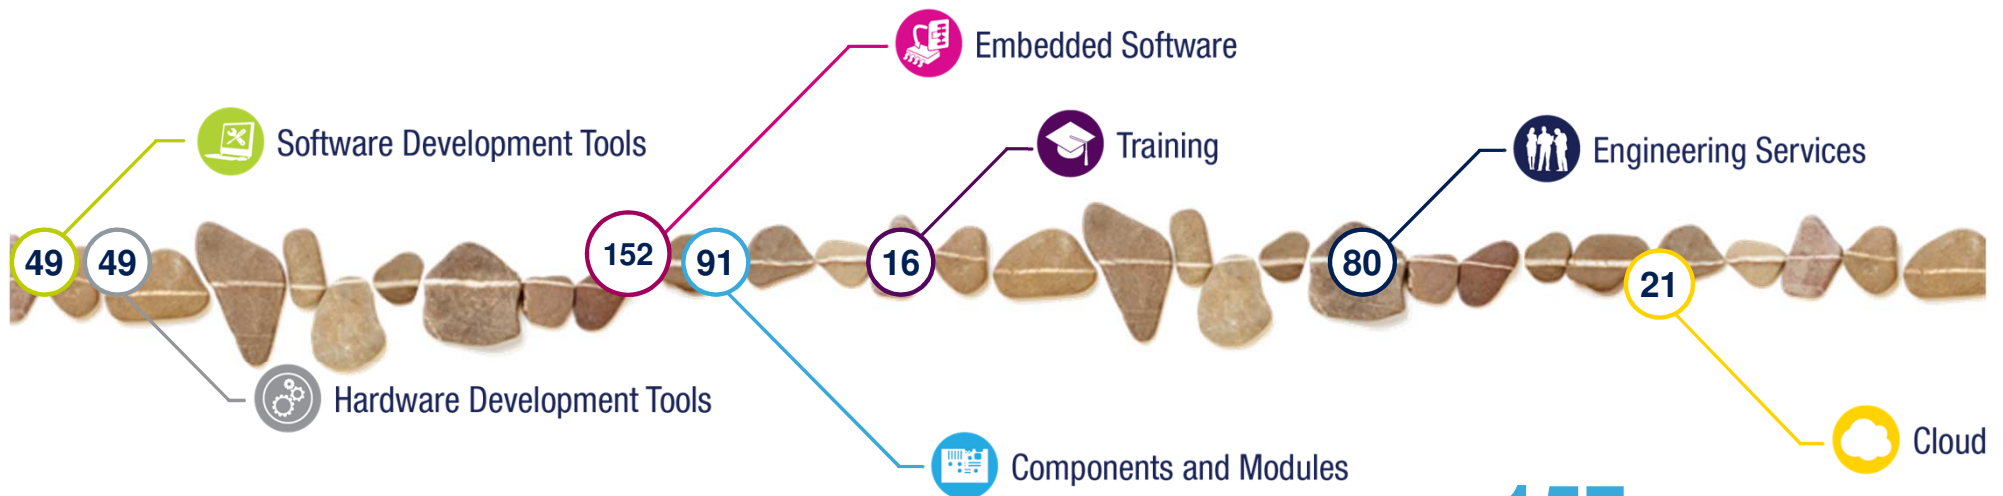 Embedded Software
Software Development Tools
Training
Engineering Services
49
49
152
91
16
80
21
Hardware Development Tools
Cloud
Components and Modules